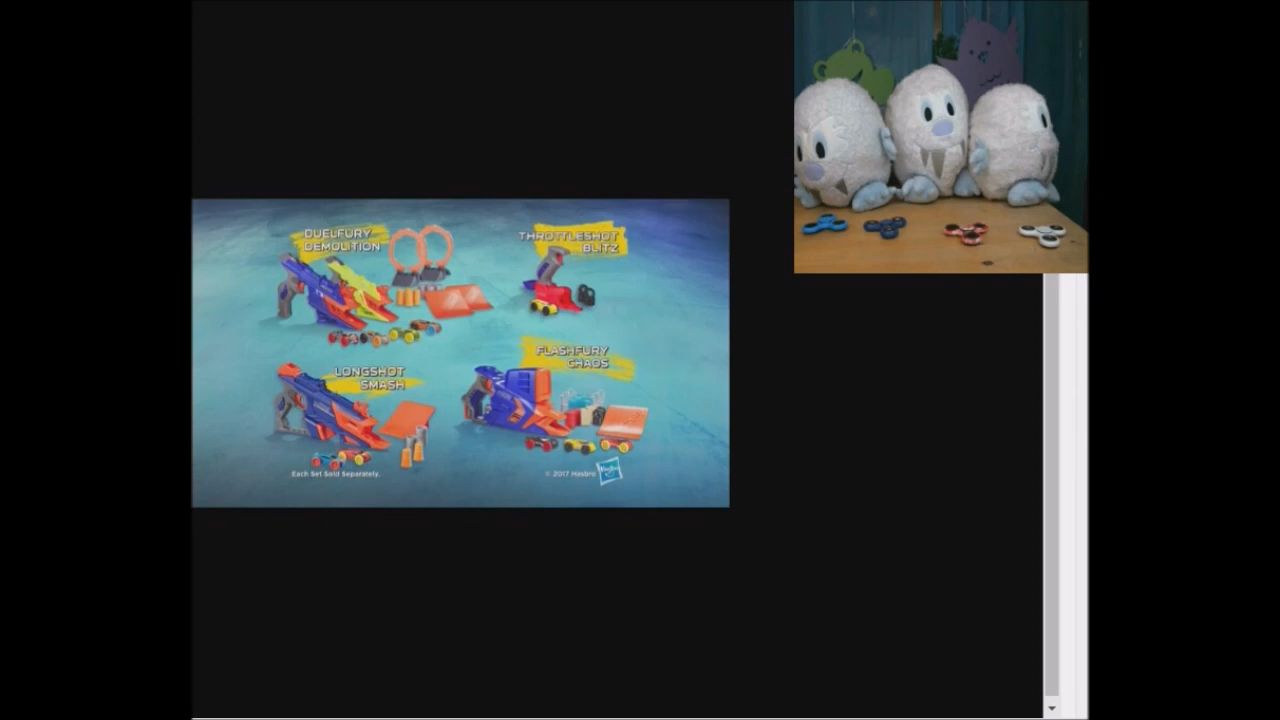 DUELFURY
DEMOLITION
THROTTLESHOT
BLITZ
LONGSHOT
SMASH
FLASHFURY
CHAOS
Each Set Sold Separately.
© 2017 Hasbro
Hasbro